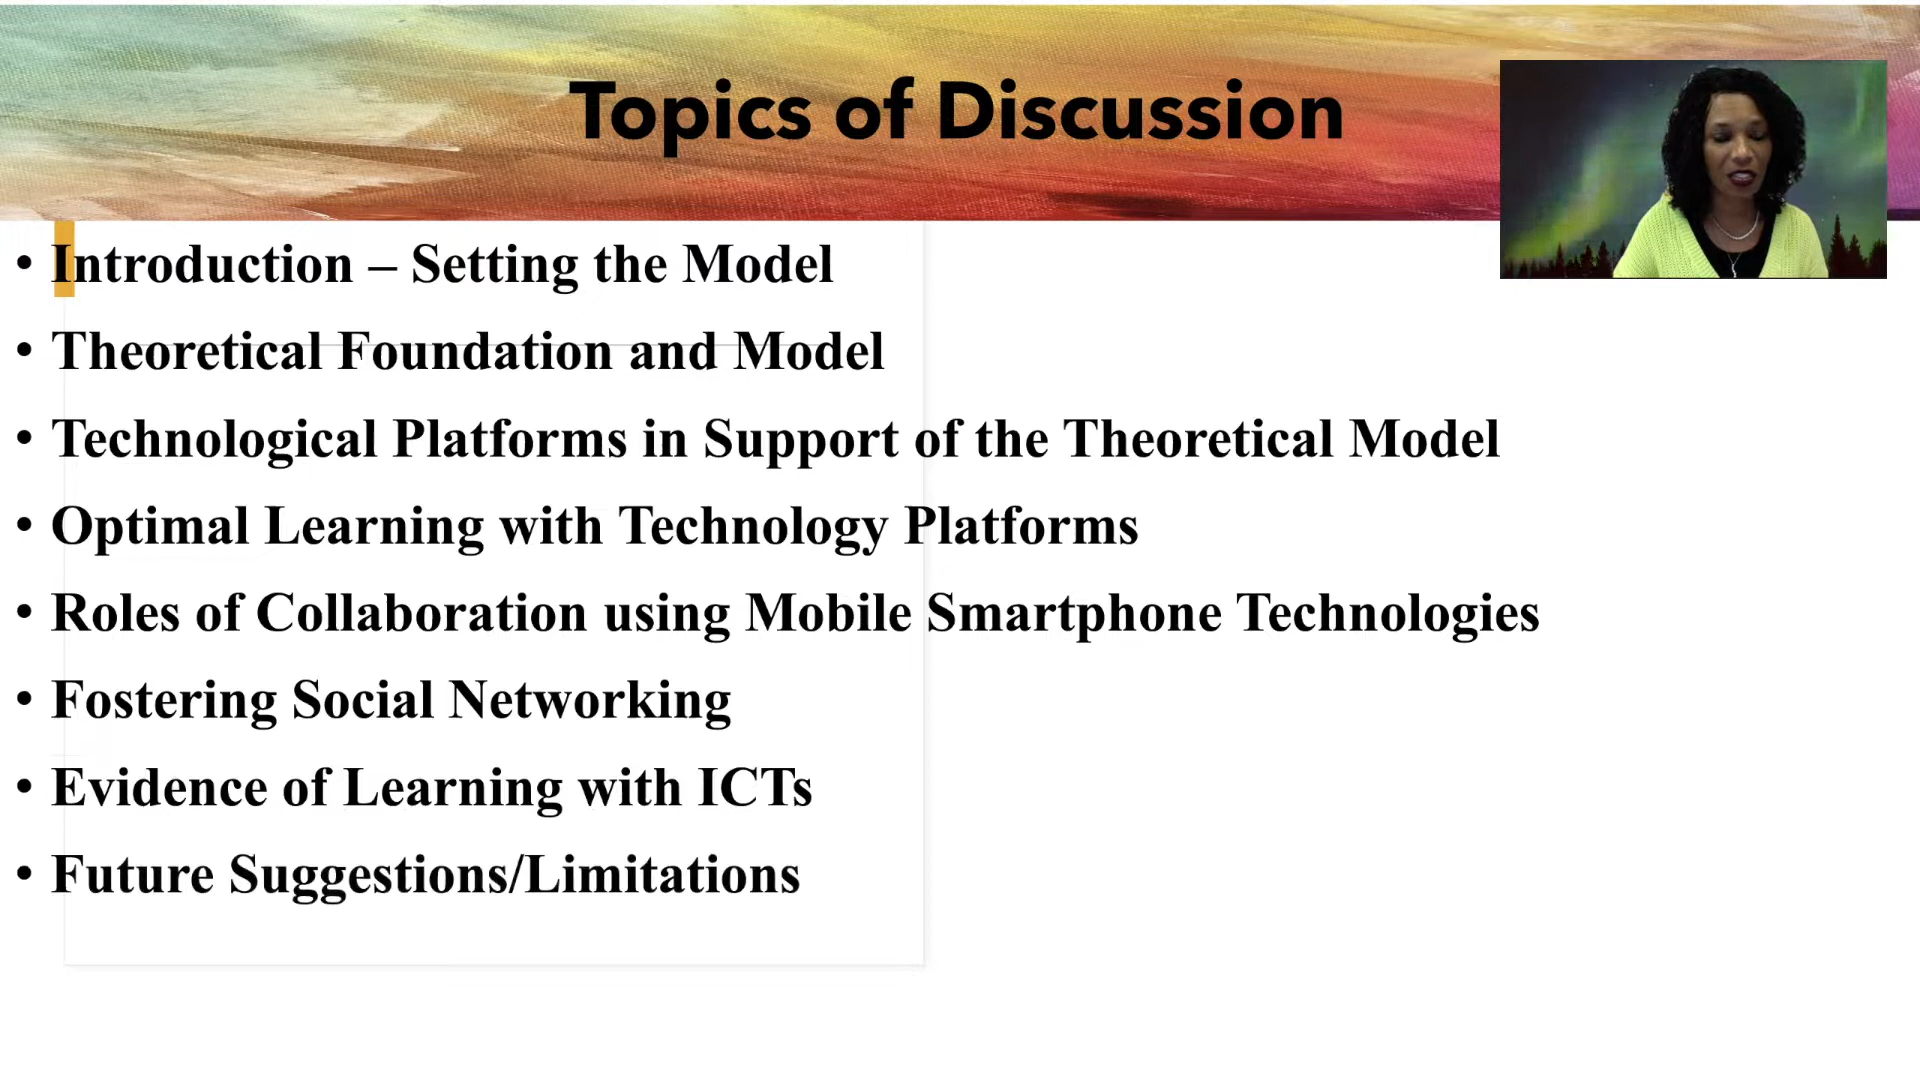 Topics of Discussion
• Introduction – Setting the Model
• Theoretical Foundation and Model
• Technological Platforms in Support of the Theoretical Model
• Optimal Learning with Technology Platforms
• Roles of Collaboration using Mobile Smartphone Technologies
• Fostering Social Networking
• Evidence of Learning with ICTs
• Future Suggestions/Limitations